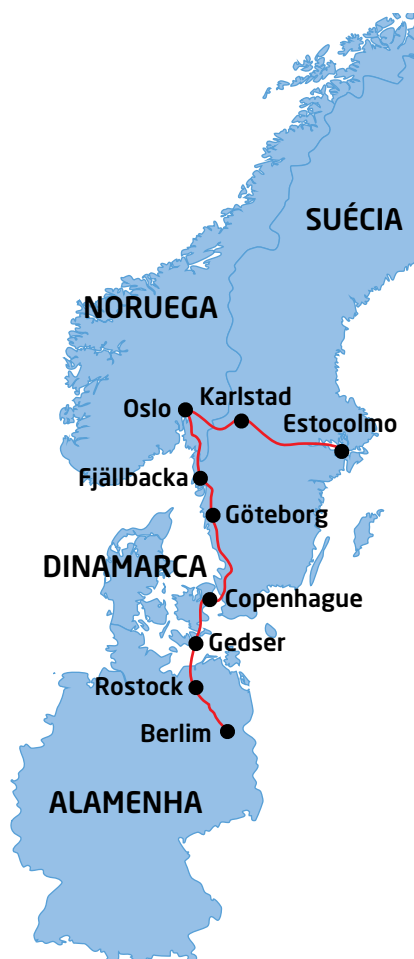 SUÉCIA
NORUEGA
Karlstad
Oslo
Estocolmo
Fjällbacka
Göteborg
DINAMARCA
Copenhague
Gedser
Rostock
Berlim
ALAMENHA